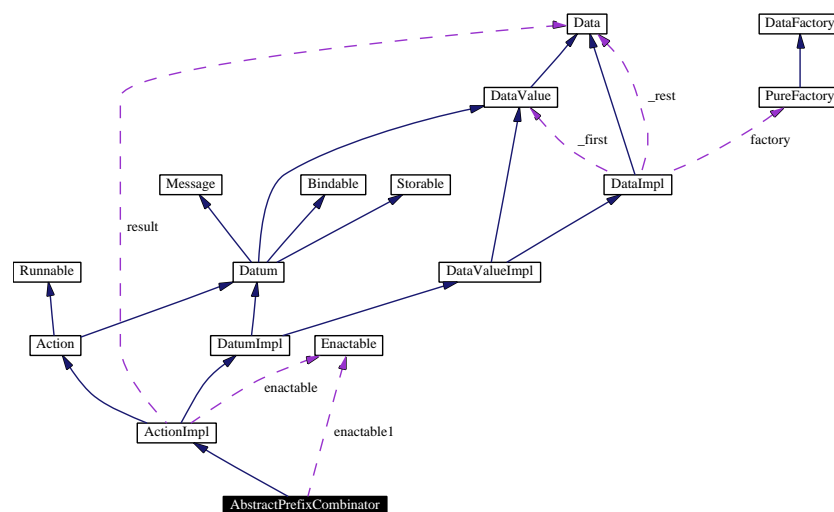 Data
DataFactory
DataValue
_rest
PureFactory
_first
factory
Message
Bindable
Storable
DataImpl
result
Runnable
Datum
DataValueImpl
Action
DatumImpl
Enactable
enactable
ActionImpl
enactable1
AbstractPrefixCombinator